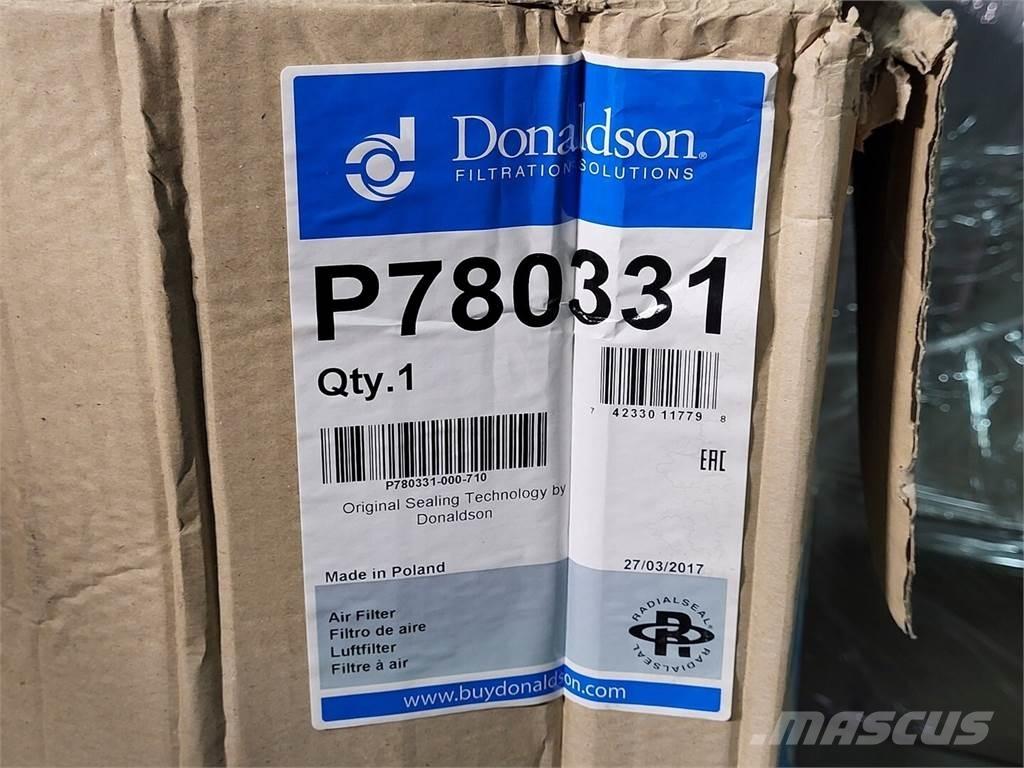 Donaldson®
FILTRATION SOLUTIONS
P780331
Qty.1
7 42330 11779 8
P780331-000-710
EAC
Original Sealing Technology by
Donaldson
Made in Poland
27/03/2017
Air Filter
Filtro de aire
Luftfilter
Filtre à air
RADIALSEAL®
RADIALSEAL
www.buydonaldson.com
MASCUS